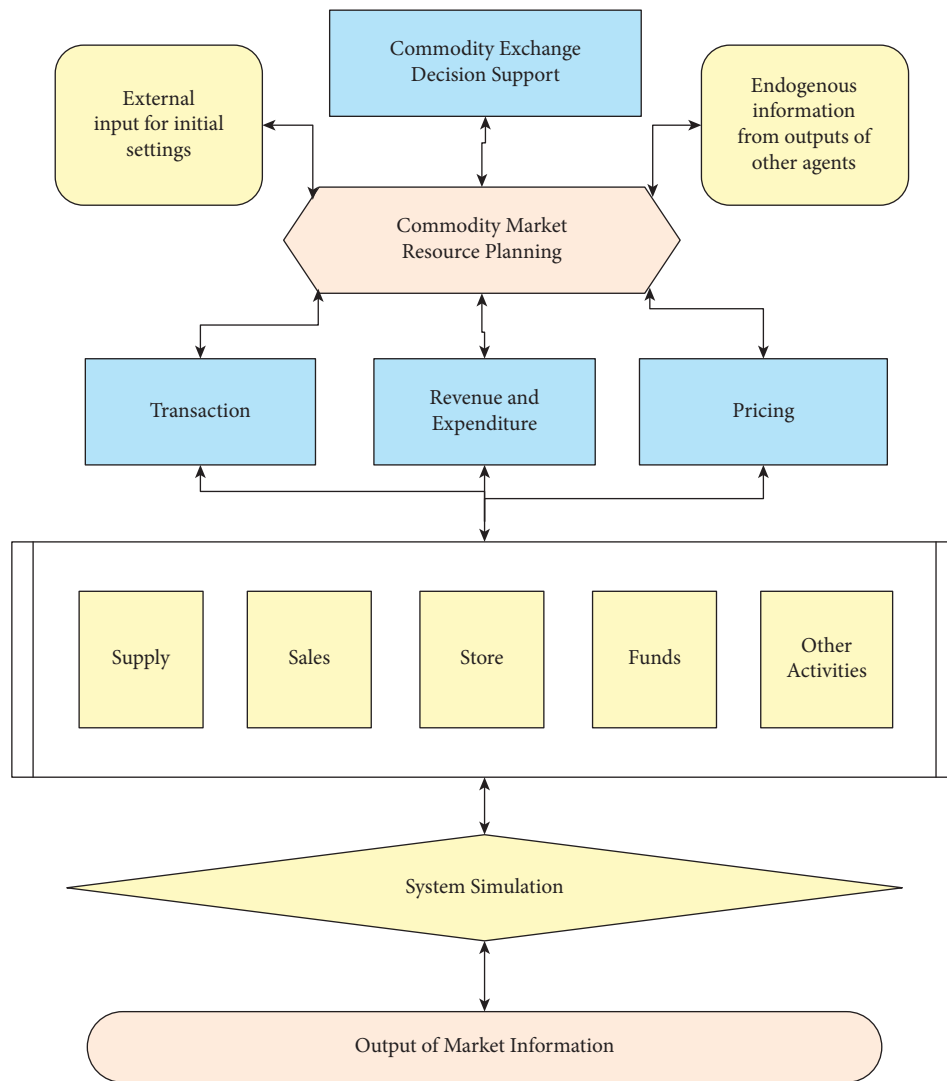 Commodity Exchange
Decision Support
External
input for initial
settings
Endogenous
information
from outputs of
other agents
Commodity Market
Resource Planning
Transaction
Revenue and
Expenditure
Pricing
Supply
Sales
Store
Funds
Other
Activities
System Simulation
Output of Market Information